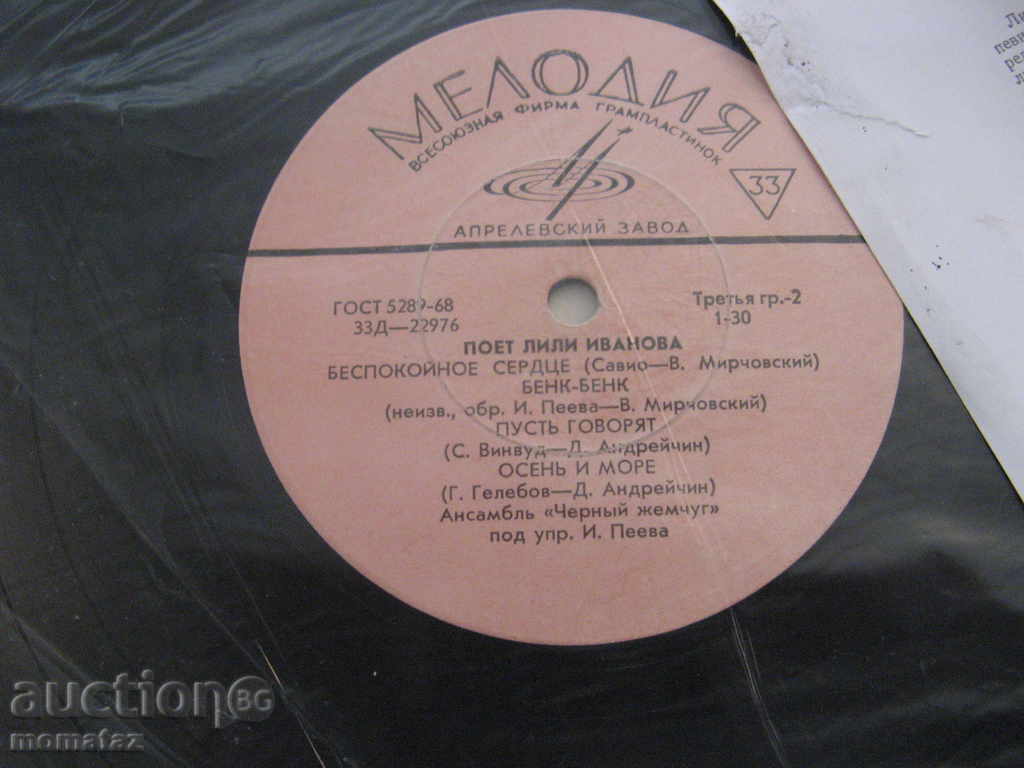 МЕЛОДИЯ
ВСЕСОЮЗНАЯ ФИРМА ГРАМПЛАСТИНОК
33
АПРЕЛЕВСКИЙ ЗАВОД
ГОСТ 5289-68
33Д—22976
Третья гр.-2
1-30
ПОЕТ ЛИЛИ ИВАНОВА
БЕСПОКОЙНОЕ СЕРДЦЕ (Савио—В. Мирчовский)
БЕНК-БЕНК
(неизв., обр. И. Пеева—В. Мирчовский)
ПУСТЬ ГОВОРЯТ
(С. Винвуд—Д. Андрейчин)
ОСЕНЬ И МОРЕ
(Г. Гелебов—Д. Андрейчин)
Ансамбль «Черный жемчуг»
под упр. И. Пеева
auction BG
momataz